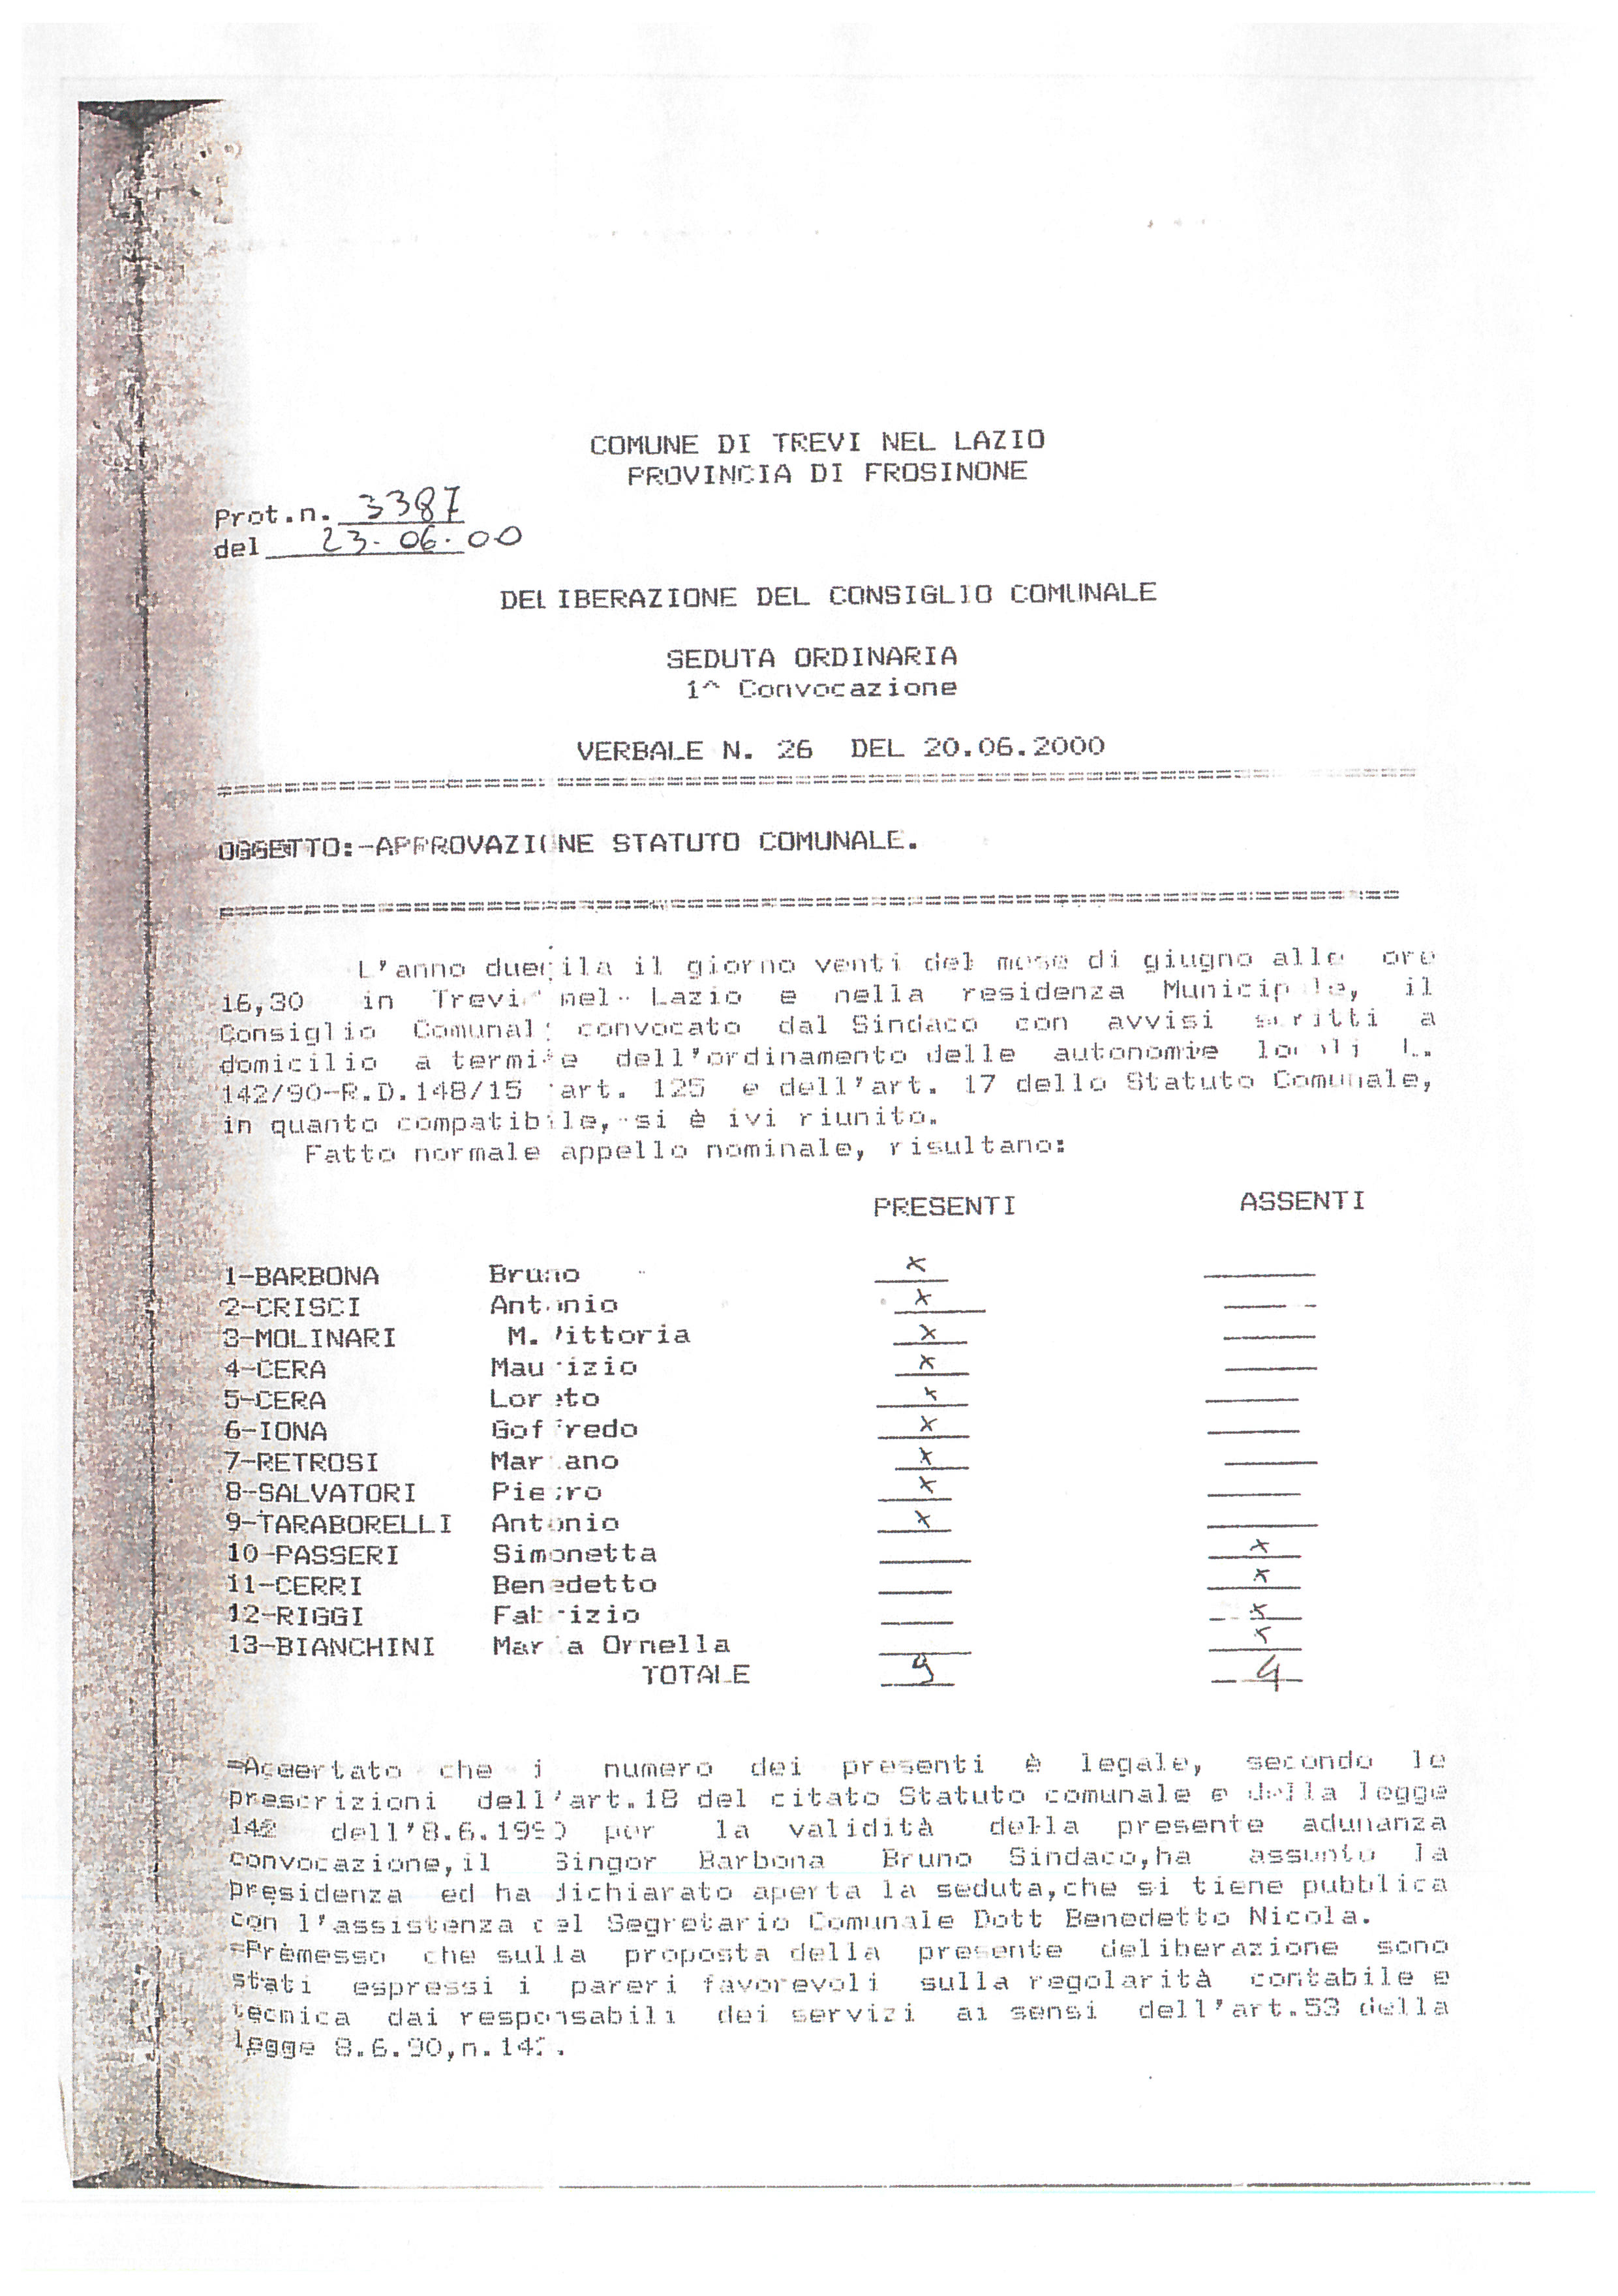 COMUNE DI TREVI NEL LAZIO
PROVINCIA DI FROSINONE
Prot.n. 3387
del 23.06.00
DELIBERAZIONE DEL CONSIGLIO COMUNALE
SEDUTA ORDINARIA
1^ Convocazione
VERBALE N. 26 DEL 20.06.2000
OGGETTO:-APPROVAZIONE STATUTO COMUNALE.
L'anno duemila il giorno venti del mese di giugno alle ore
16,30 in Trevi nel Lazio e nella residenza Municipale, il
Consiglio Comunale convocato dal Sindaco con avvisi scritti a
domicilio a termine dell'ordinamento delle autonomie locali L.
142/90-R.D.148/15 art. 125 e dell'art. 17 dello Statuto Comunale,
in quanto compatibile, si è ivi riunito.
Fatto normale appello nominale, risultano:
PRESENTI ASSENTI
1-BARBONA Bruno x
2-CRISCI Antonio x
3-MOLINARI M. Vittoria x
4-CERA Maurizio x
5-CERA Loreto x
6-IONA Goffredo x
7-RETROSI Marzano x
8-SALVATORI Pietro x
9-TARABORELLI Antonio x
10-PASSERI Simonetta x
11-CERRI Benedetto x
12-RIGGI Fabrizio x
13-BIANCHINI Maria Ornella x
TOTALE 9 4
=Accertato che i numero dei presenti è legale, secondo le
prescrizioni dell'art.18 del citato Statuto comunale e della legge
142 dell'8.6.1990 per la validità della presente adunanza
convocazione,il Singor Barbona Bruno Sindaco,ha assunto la
presidenza ed ha dichiarato aperta la seduta,che si tiene pubblica
con l'assistenza del Segretario Comunale Dott Benedetto Nicola.
=Premesso che sulla proposta della presente deliberazione sono
stati espressi i pareri favorevoli sulla regolarità contabile e
tecnica dai responsabili dei servizi ai sensi dell'art.53 della
legge 8.6.90,n.142.